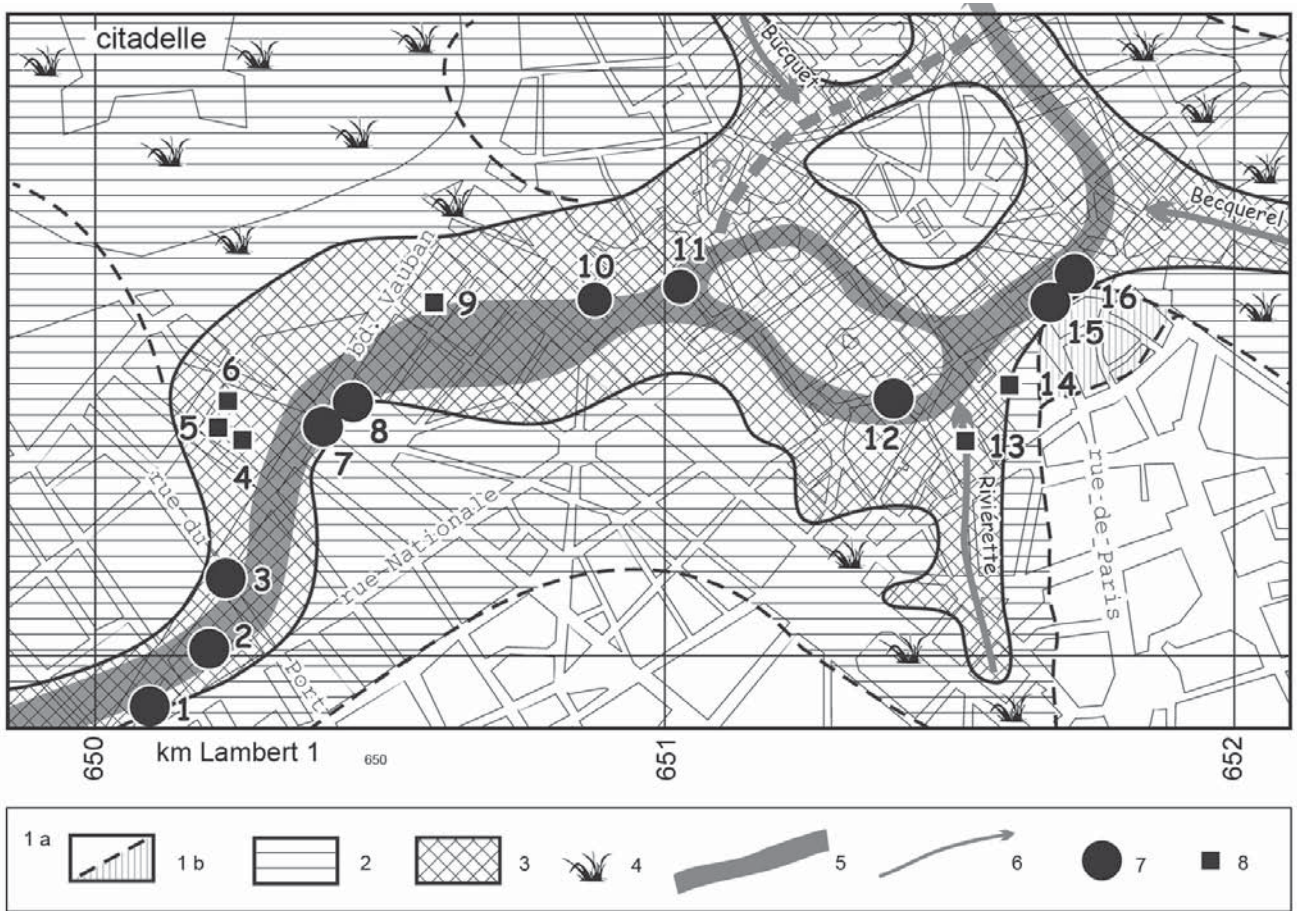 citadelle
Bucquet
?
Becquerel
bd. Vauban
11
10
9
16
15
6
5
4
8
7
12
14
13
rue-du
Rivièrette
rue-de-Paris
rue-Nationale
3
2
Port
1
650
km Lambert 1
650
651
652
1 a
1 b
2
3
4
5
6
7
8